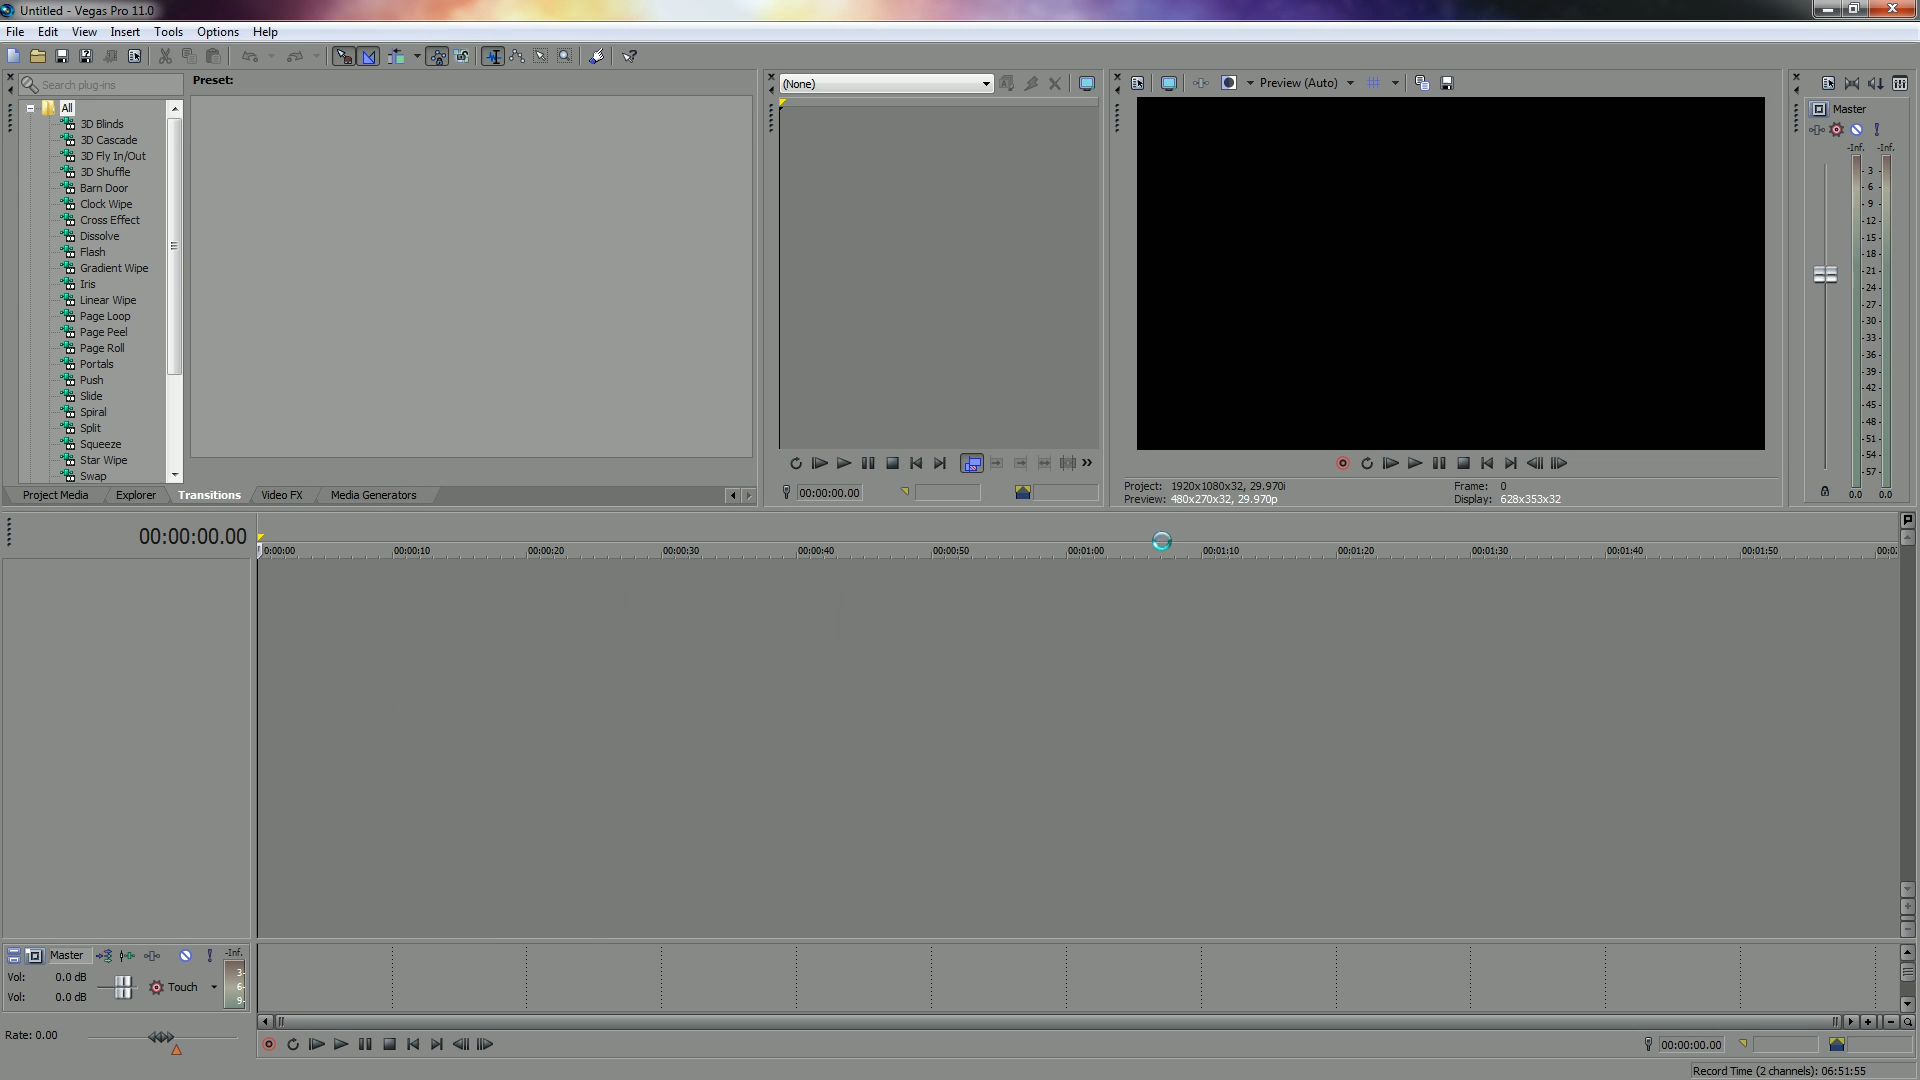 Untitled - Vegas Pro 11.0
File Edit View Insert Tools Options Help
Search plug-ins
All
3D Blinds
3D Cascade
3D Fly In/Out
3D Shuffle
Barn Door
Clock Wipe
Cross Effect
Dissolve
Flash
Gradient Wipe
Iris
Linear Wipe
Page Loop
Page Peel
Page Roll
Portals
Push
Slide
Spiral
Split
Squeeze
Star Wipe
Swap
Preset:
Project Media Explorer Transitions Video FX Media Generators
(None)
00:00:00.00
Preview (Auto)
Project: 1920x1080x32, 29.970i
Preview: 480x270x32, 29.970p
Frame: 0
Display: 628x353x32
Master
-Inf. -Inf.
- 3 -
- 6 -
- 9 -
-12 -
-15 -
-18 -
-21 -
-24 -
-27 -
-30 -
-33 -
-36 -
-39 -
-42 -
-45 -
-48 -
-51 -
-54 -
-57 -
0.0 0.0
00:00:00.00
0:00:00 00:00:10 00:00:20 00:00:30 00:00:40 00:00:50 00:01:00 00:01:10 00:01:20 00:01:30 00:01:40 00:01:50
Master
-Inf.
Vol: 0.0 dB
Vol: 0.0 dB
Touch
3-
6-
9-
Rate: 0.00
00:00:00.00
Record Time (2 channels): 06:51:55